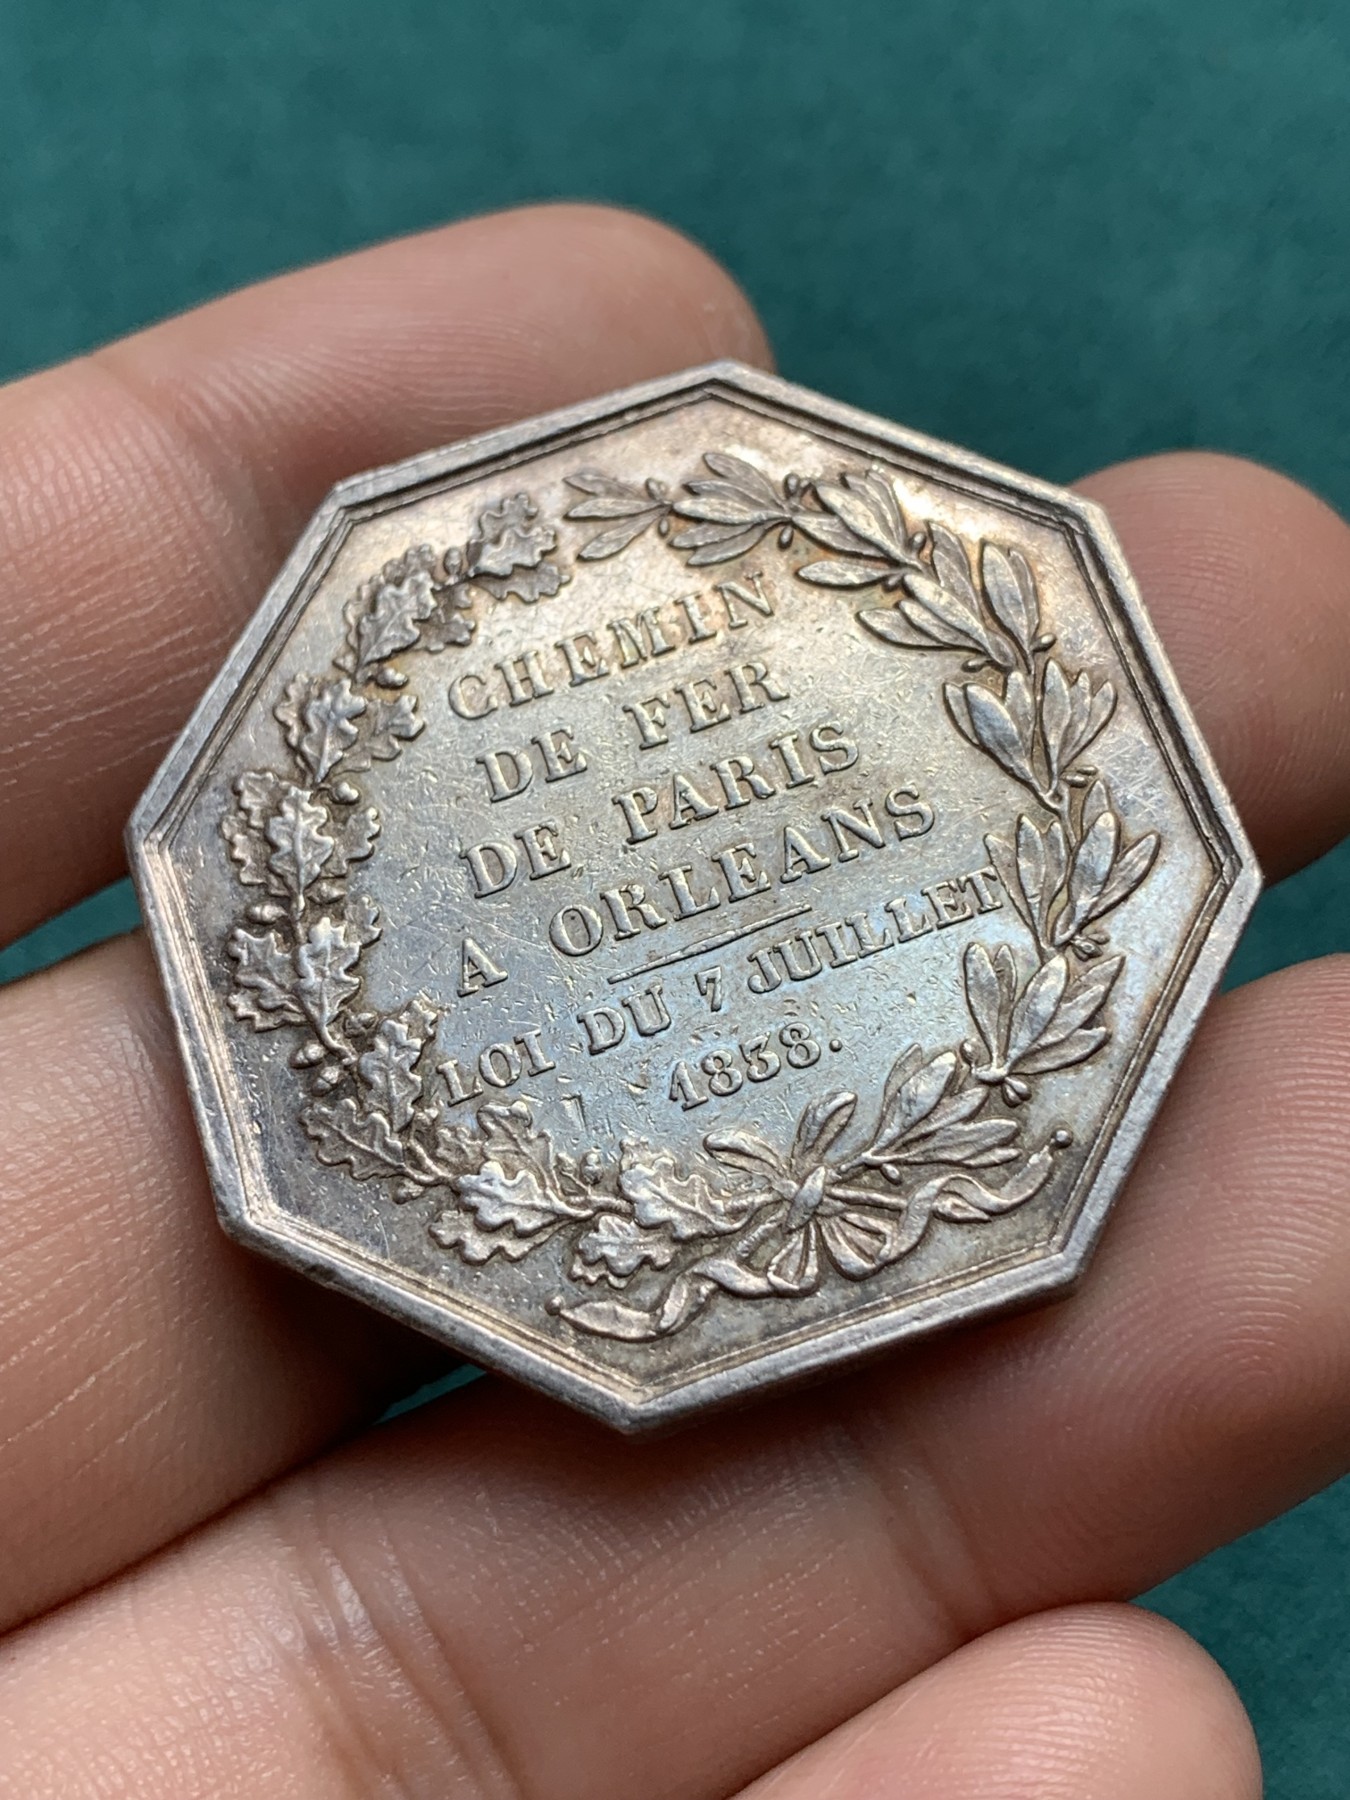 CHEMIN
DE FER
DE PARIS
A ORLEANS
LOI DU 7 JUILLET
1838.